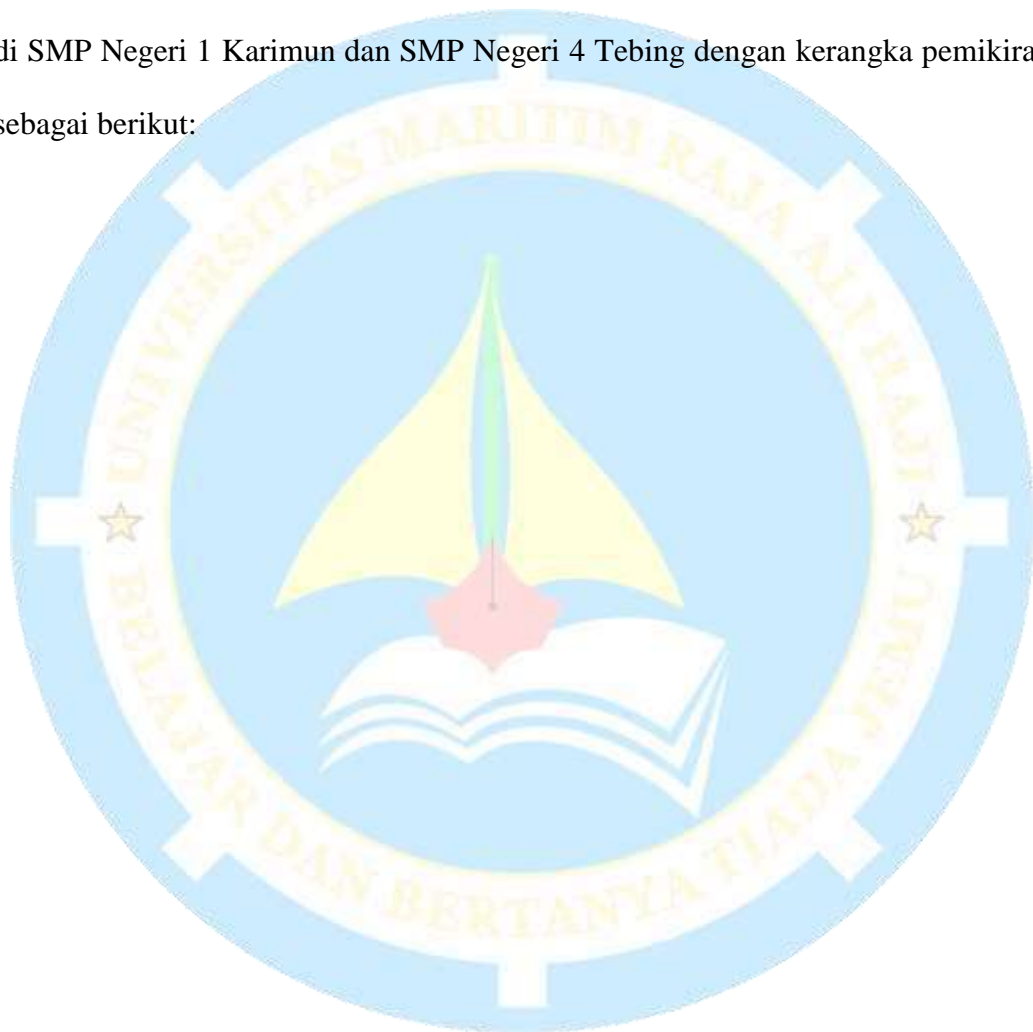 di SMP Negeri 1 Karimun dan SMP Negeri 4 Tebing dengan kerangka pemikira
sebagai berikut:
UNIVERSITAS MARITIM RAJA ALI HAJI
BELAJAR DAN BERTANYA TIADA JEMU